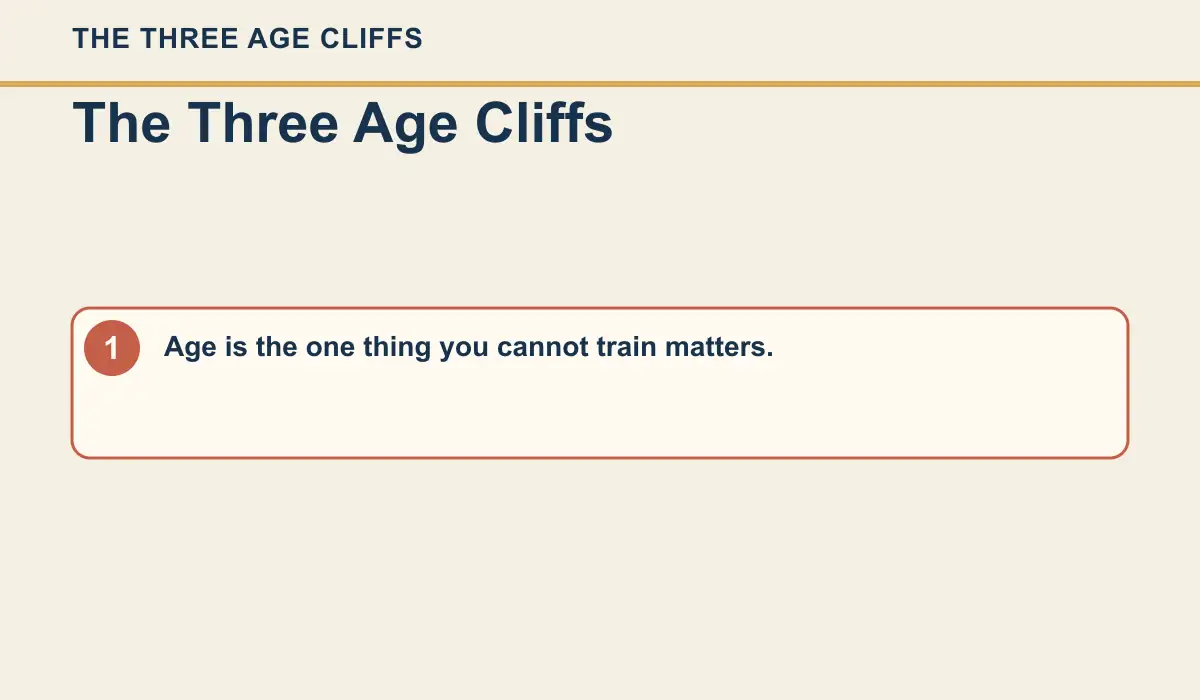 THE THREE AGE CLIFFS
The Three Age Cliffs
1
Age is the one thing you cannot train matters.